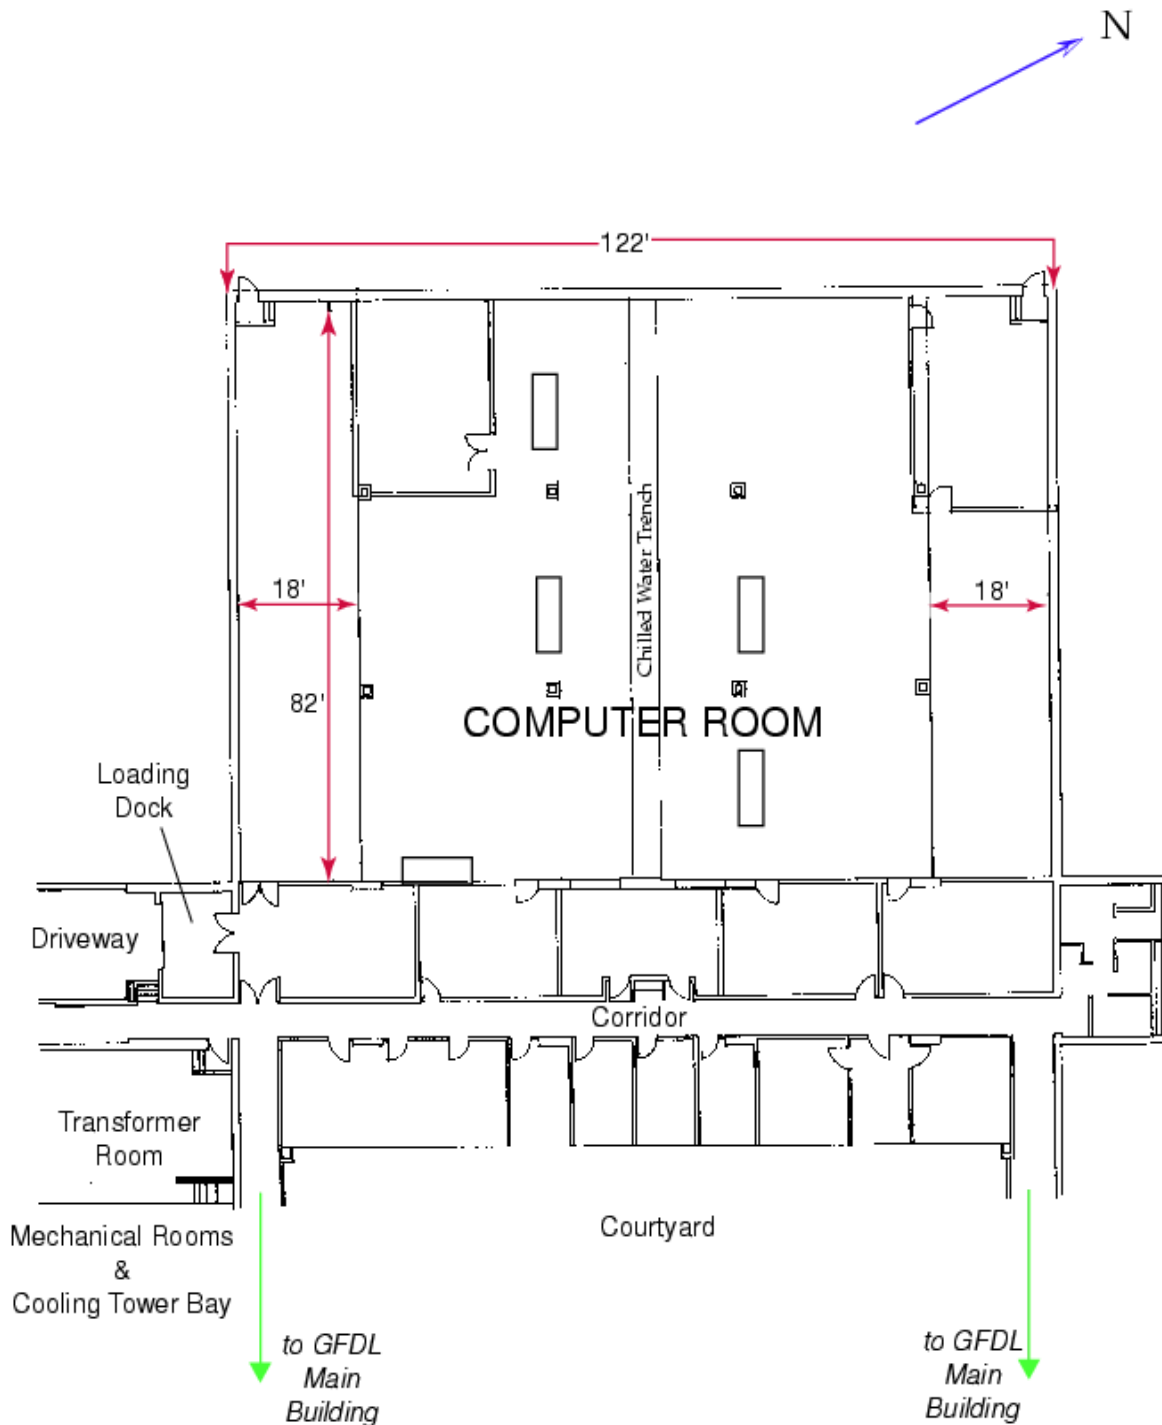 N
122'
Chilled Water Trench
18'
18'
82'
COMPUTER ROOM
Loading
Dock
Driveway
Corridor
Transformer
Room
Mechanical Rooms
&
Cooling Tower Bay
Courtyard
to GFDL
Main
Building
to GFDL
Main
Building